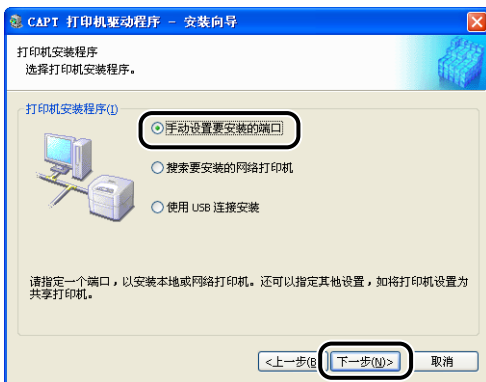 CAPT 打印机驱动程序 - 安装向导
打印机安装程序
选择打印机安装程序。
打印机安装程序(I)
手动设置要安装的端口
搜索要安装的网络打印机
使用 USB 连接安装
请指定一个端口，以安装本地或网络打印机。还可以指定其他设置，如将打印机设置为
共享打印机。
<上一步(B 下一步(N)> 取消